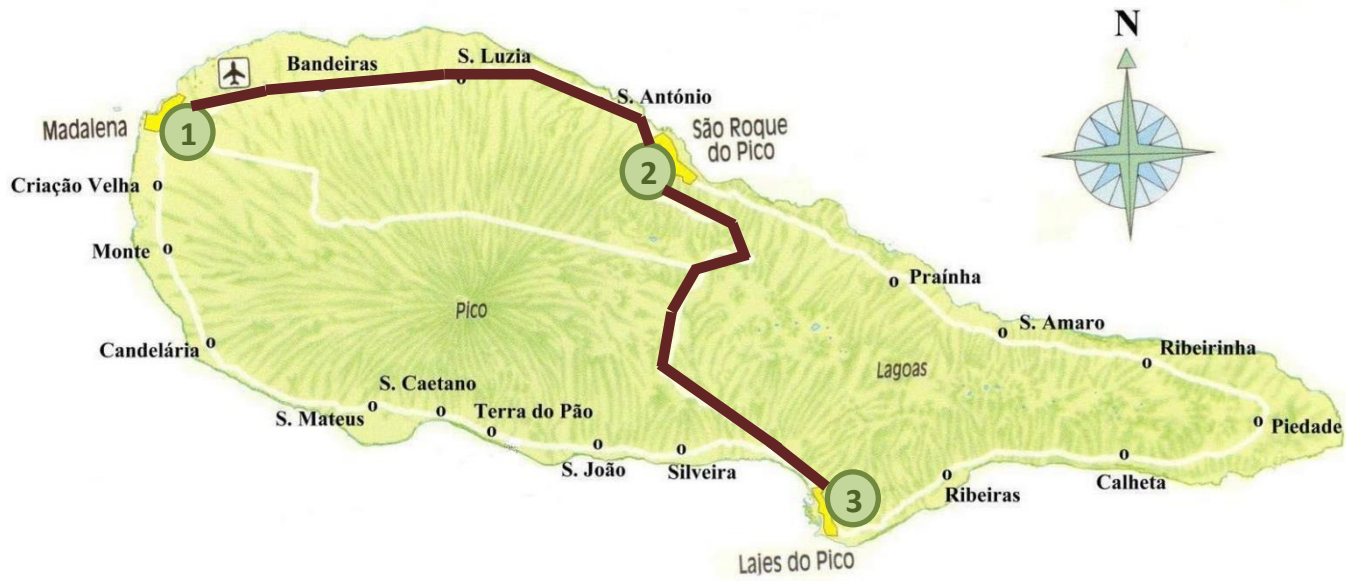 N
Bandeiras
S. Luzia
S. António
Madalena
1
São Roque
do Pico
2
Criação Velha
Monte
Praínha
Pico
S. Amaro
Candelária
Ribeirinha
Lagoas
S. Caetano
S. Mateus
Terra do Pão
Piedade
S. João
Silveira
Calheta
Ribeiras
3
Lajes do Pico